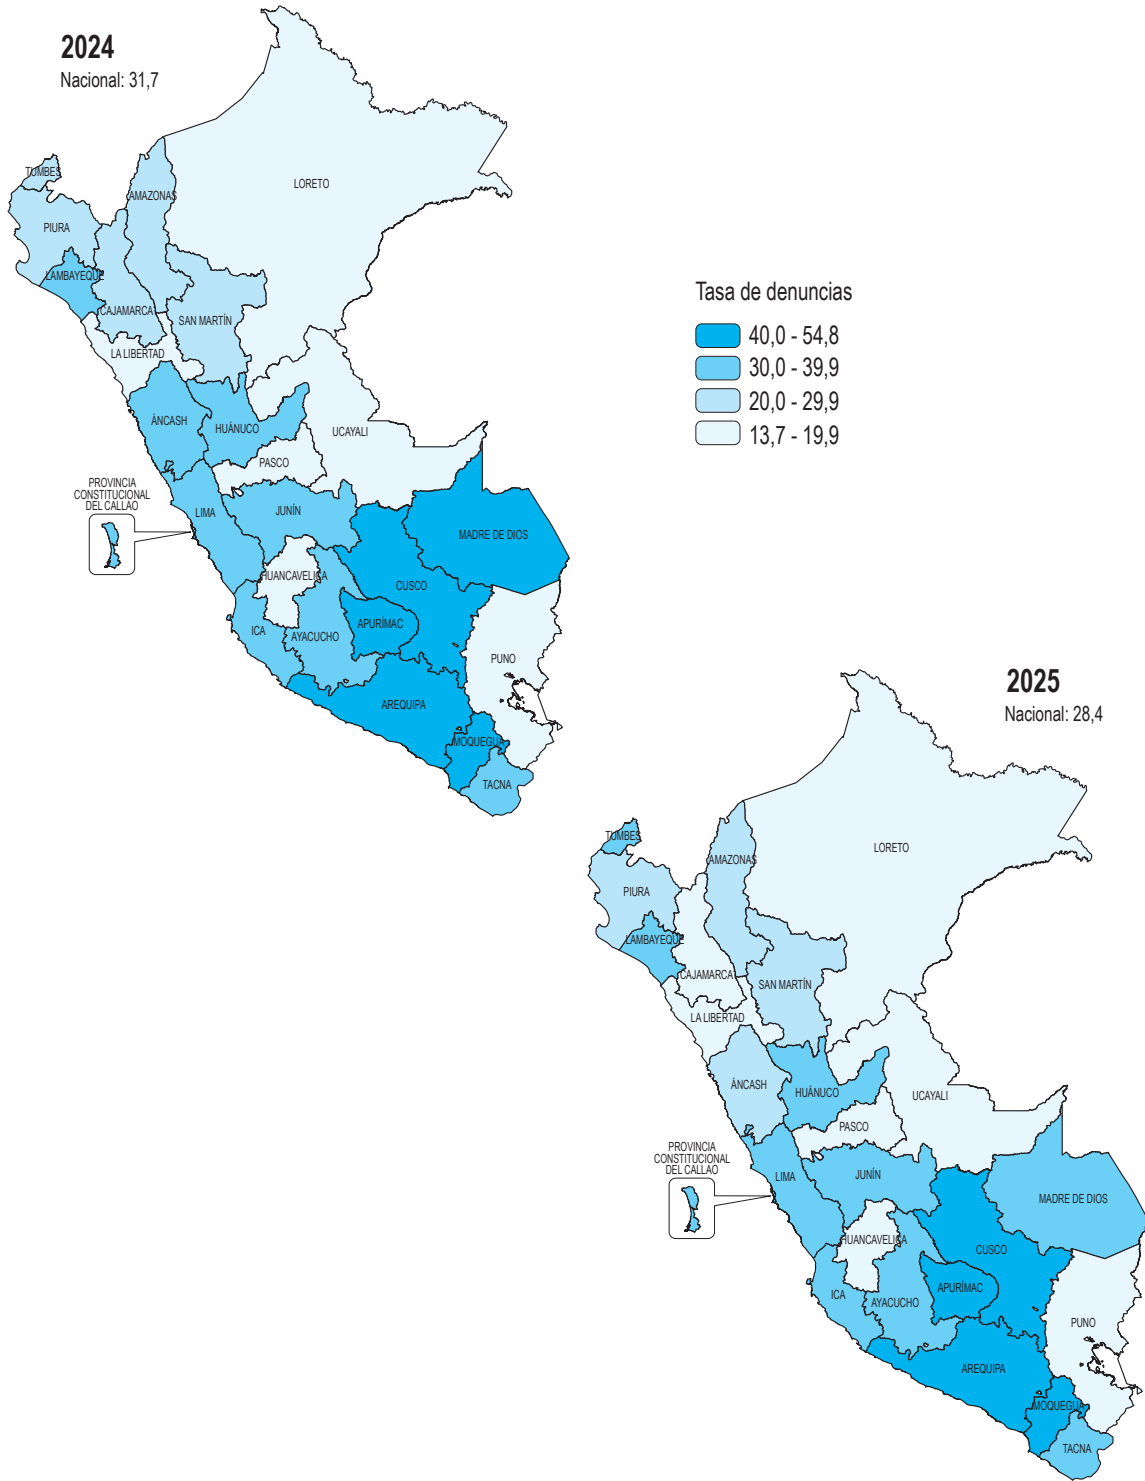 2024
Nacional: 31,7
TUMBES
AMAZONAS
LORETO
PIURA
LAMBAYEQUE
CAJAMARCA
SAN MARTÍN
LA LIBERTAD
ÁNCASH
HUÁNUCO
UCAYALI
PASCO
PROVINCIA
CONSTITUCIONAL
DEL CALLAO
LIMA
JUNÍN
MADRE DE DIOS
HUANCAVELICA
CUSCO
ICA
AYACUCHO
APURÍMAC
PUNO
AREQUIPA
MOQUEGUA
TACNA
Tasa de denuncias
40,0 - 54,8
30,0 - 39,9
20,0 - 29,9
13,7 - 19,9
2025
Nacional: 28,4
TUMBES
AMAZONAS
LORETO
PIURA
LAMBAYEQUE
CAJAMARCA
SAN MARTÍN
LA LIBERTAD
ÁNCASH
HUÁNUCO
UCAYALI
PASCO
PROVINCIA
CONSTITUCIONAL
DEL CALLAO
LIMA
JUNÍN
MADRE DE DIOS
HUANCAVELICA
CUSCO
ICA
AYACUCHO
APURÍMAC
PUNO
AREQUIPA
MOQUEGUA
TACNA